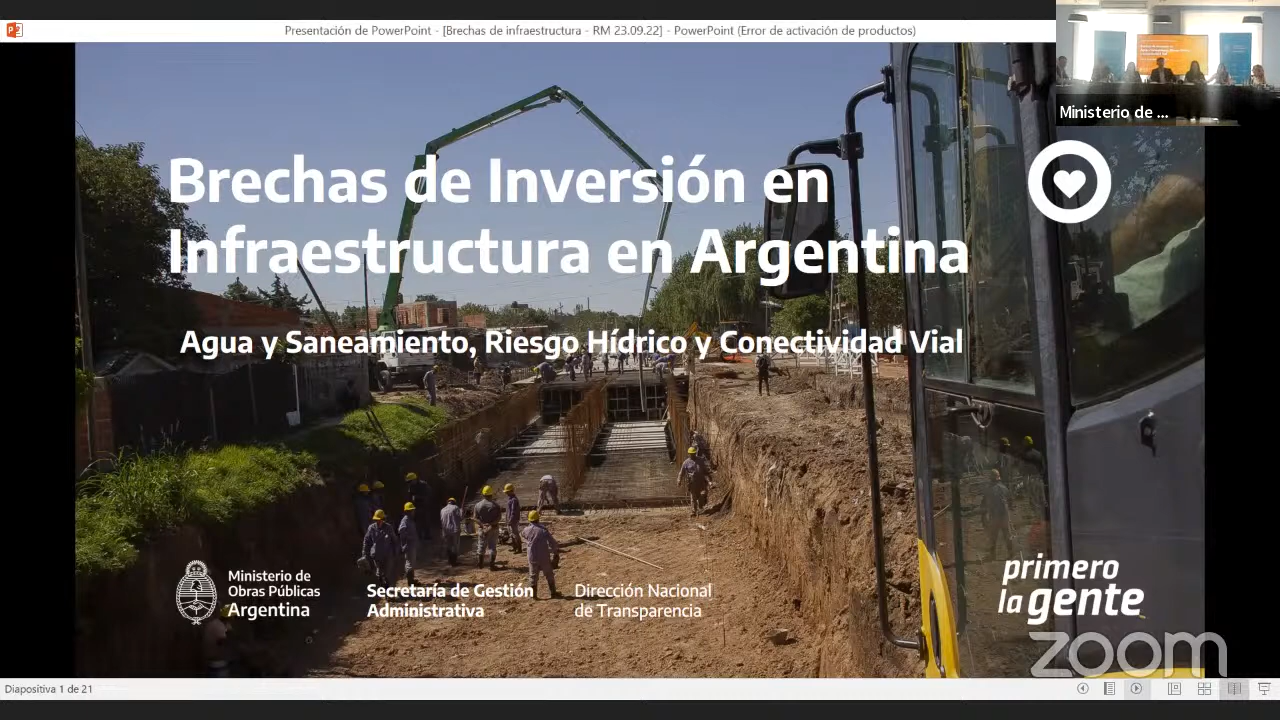 Presentación de PowerPoint - [Brechas de infraestructura - RM 23.09.22] - PowerPoint (Error de activación de productos)
Ministerio de ...
Brechas de Inversión en
Infraestructura en Argentina
Agua y Saneamiento, Riesgo Hídrico y Conectividad Vial
Ministerio de
Obras Públicas
Argentina
Secretaría de Gestión
Administrativa
Dirección Nacional
de Transparencia
primero
la gente
zoom
Diapositiva 1 de 21